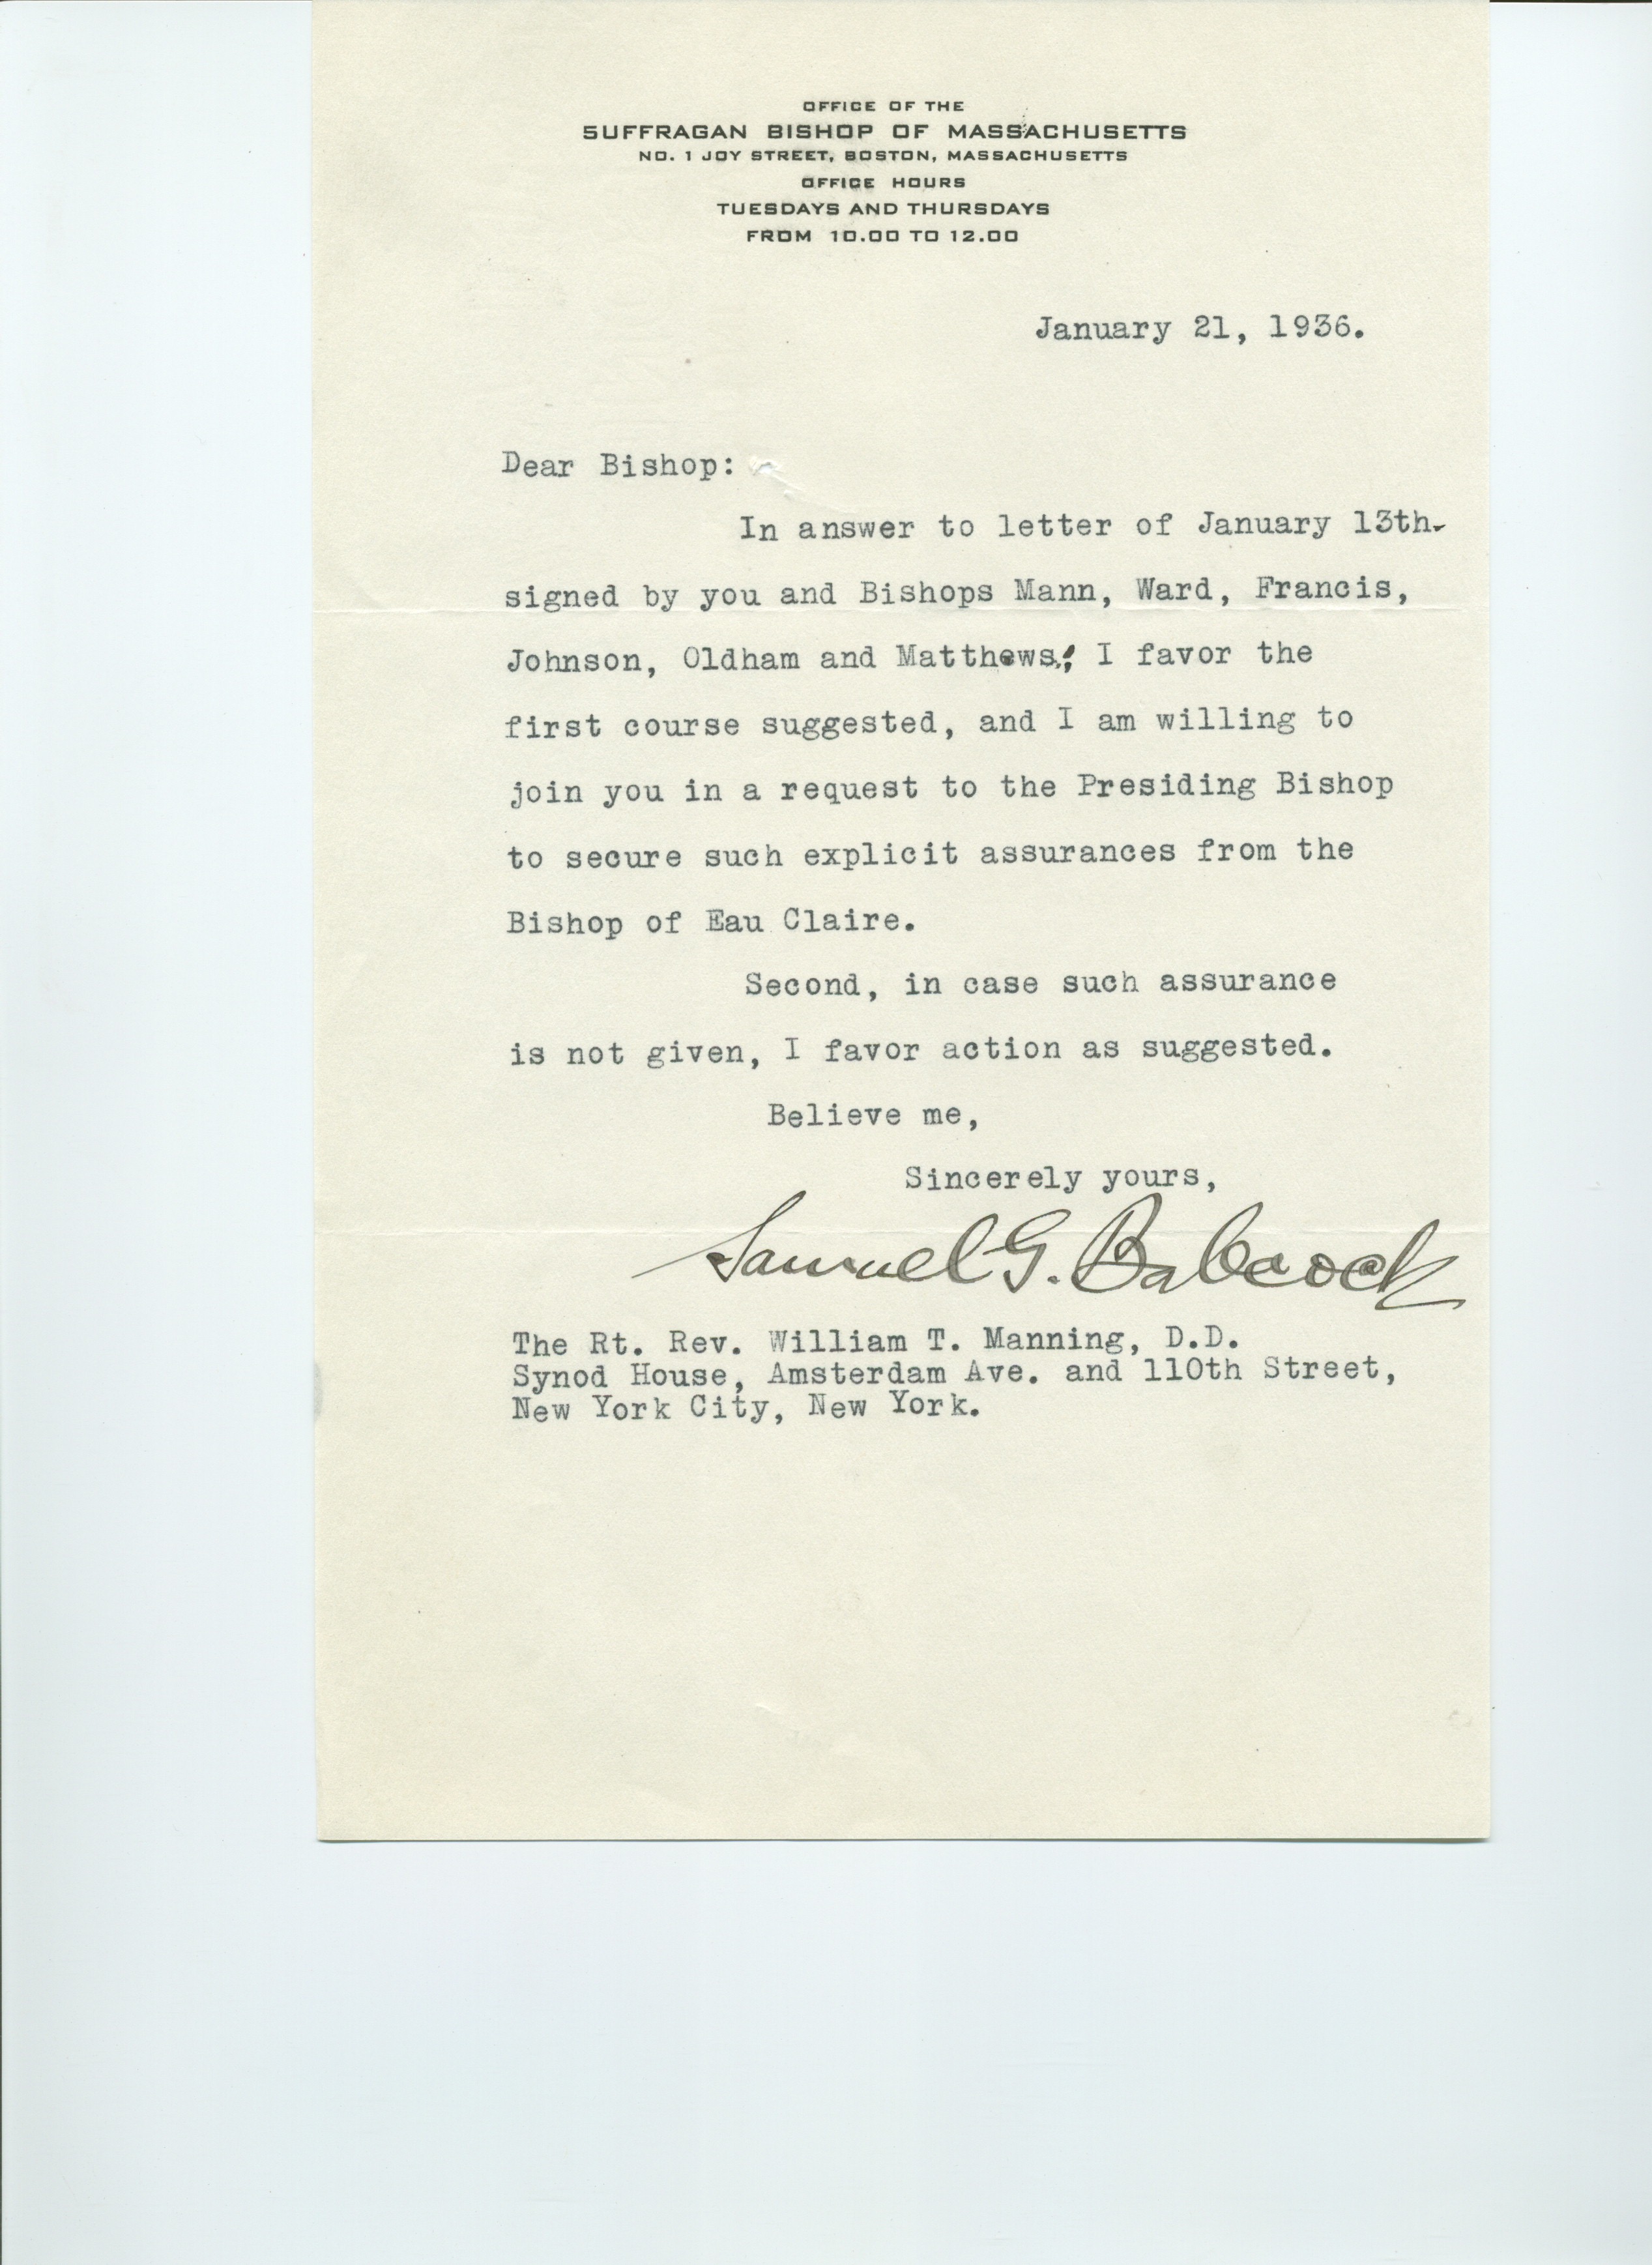 OFFICE OF THE
SUFFRAGAN BISHOP OF MASSACHUSETTS
NO. 1 JOY STREET, BOSTON, MASSACHUSETTS
OFFICE HOURS
TUESDAYS AND THURSDAYS
FROM 10.00 TO 12.00
January 21, 1936.
Dear Bishop:
In answer to letter of January 13th
signed by you and Bishops Mann, Ward, Francis,
Johnson, Oldham and Matthews; I favor the
first course suggested, and I am willing to
join you in a request to the Presiding Bishop
to secure such explicit assurances from the
Bishop of Eau Claire.
Second, in case such assurance
is not given, I favor action as suggested.
Believe me,
Sincerely yours,
Samuel G. Babcock
The Rt. Rev. William T. Manning, D.D.
Synod House, Amsterdam Ave. and 110th Street,
New York City, New York.